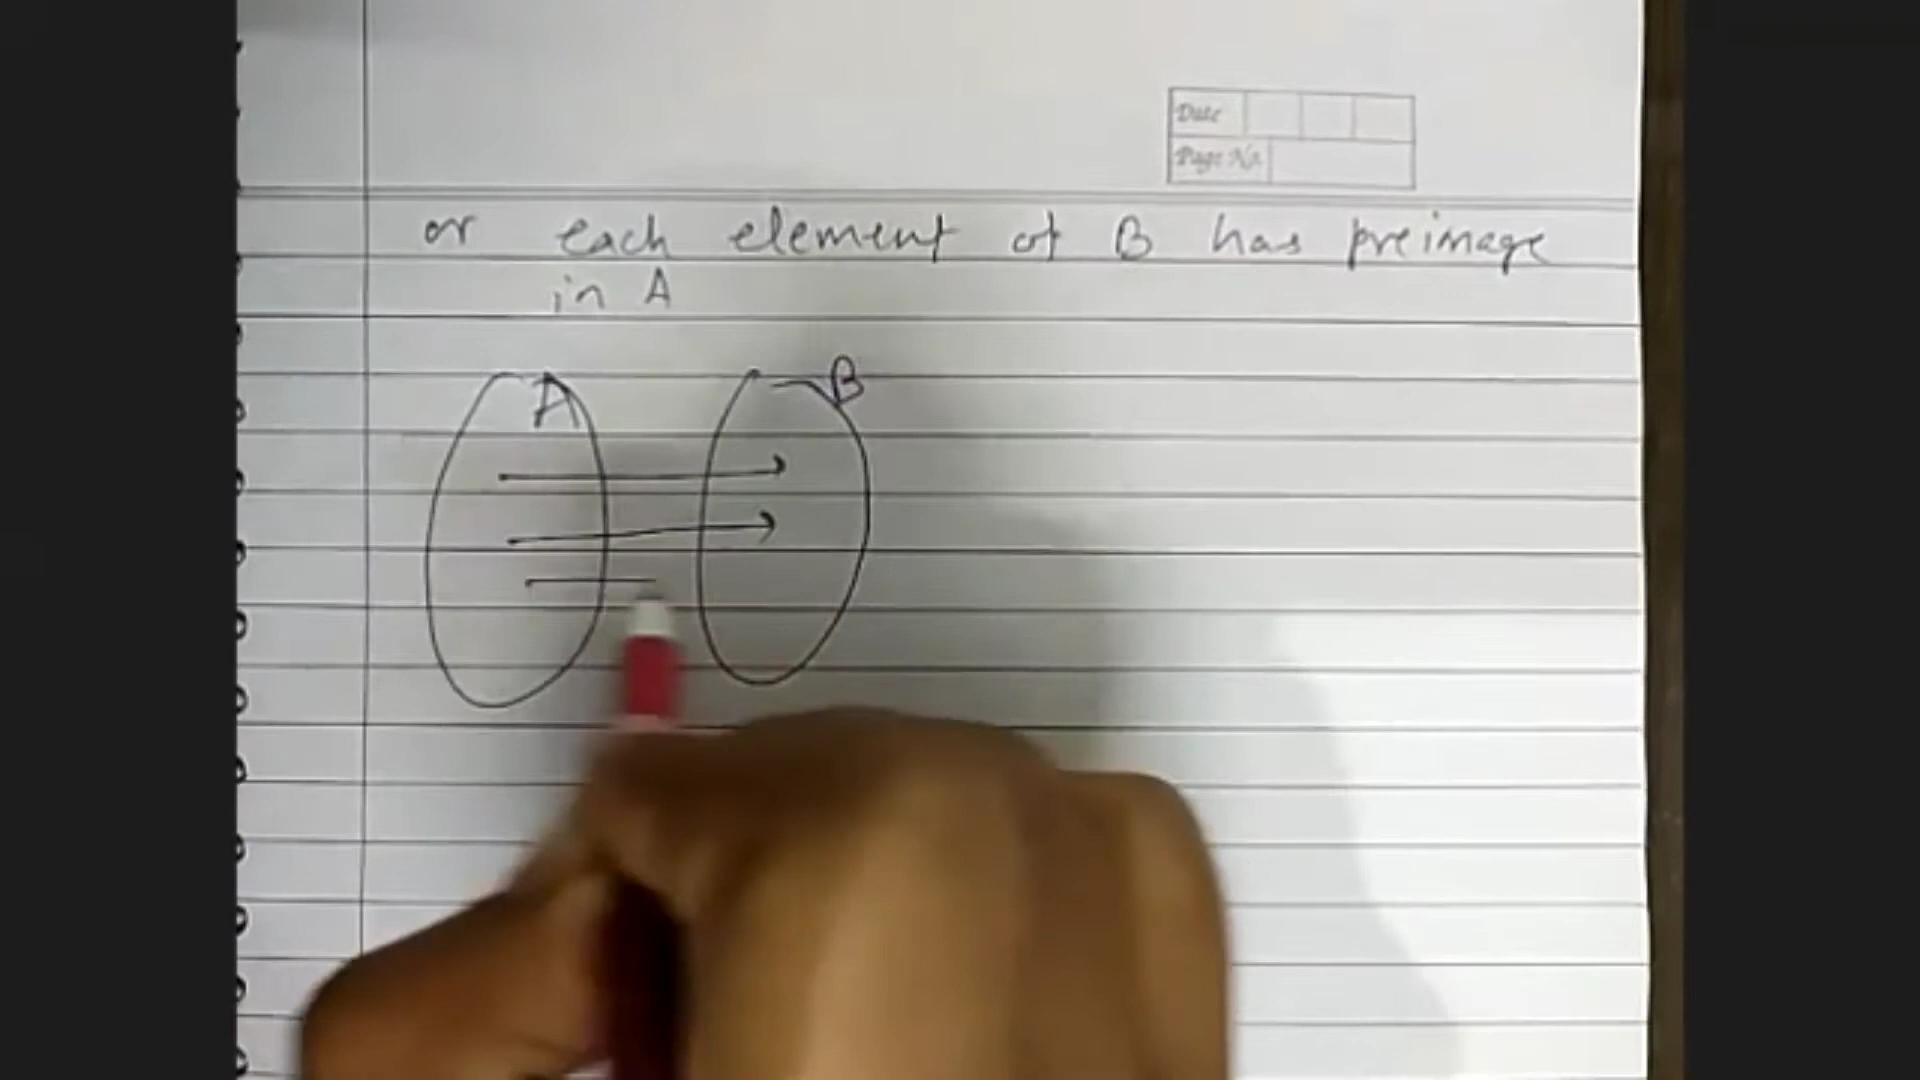 Date
Page No.
or each element of B has preimage
in A
A
B